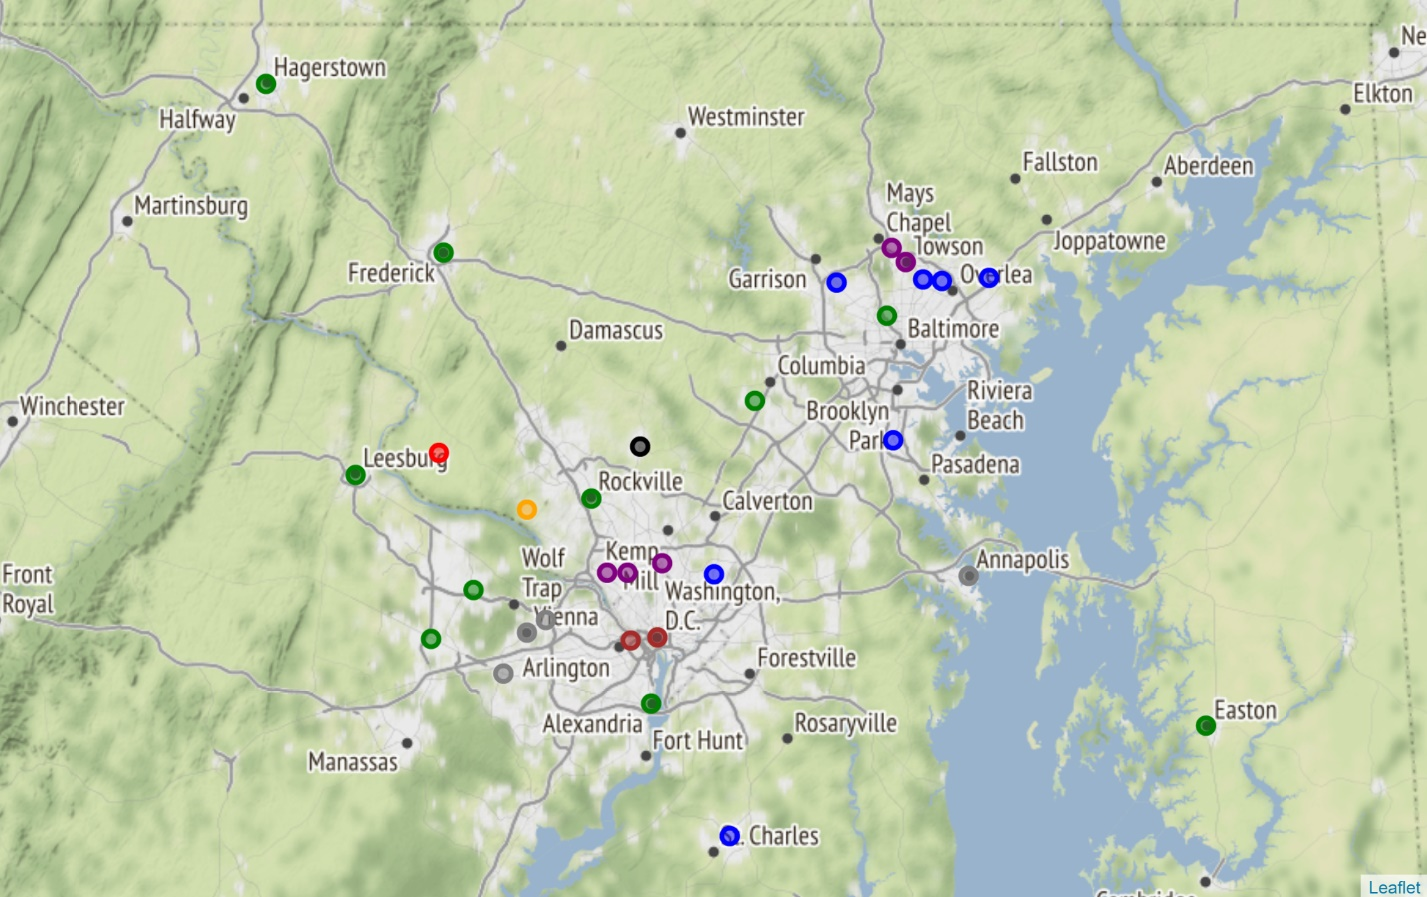 Ne
Hagerstown
Elkton
Halfway
Westminster
Fallston
Aberdeen
Mays
Chapel
Martinsburg
Towson
Joppatowne
Frederick
Garrison
Overlea
Damascus
Baltimore
Columbia
Winchester
Brooklyn
Park
Riviera
Beach
Leesburg
Pasadena
Rockville
Calverton
Wolf
Trap
Kemp
Mill
Annapolis
Front
Royal
Washington,
D.C.
Vienna
Arlington
Forestville
Easton
Alexandria
Rosaryville
Fort Hunt
Manassas
. Charles
Cambridge
Leaflet